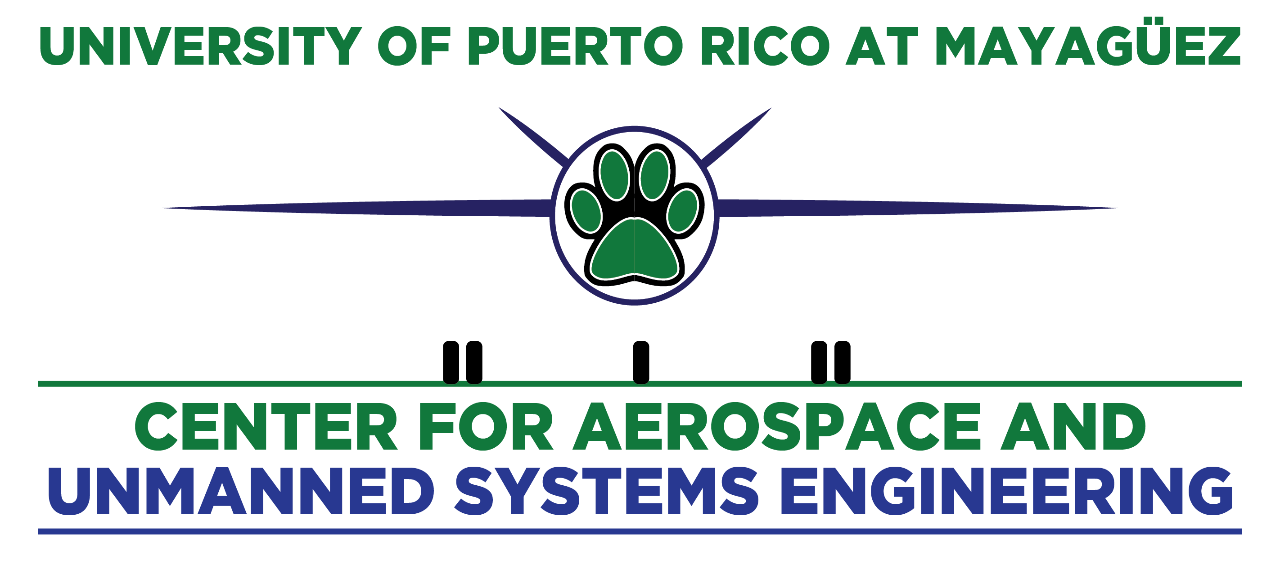 UNIVERSITY OF PUERTO RICO AT MAYAGÜEZ
CENTER FOR AEROSPACE AND
UNMANNED SYSTEMS ENGINEERING